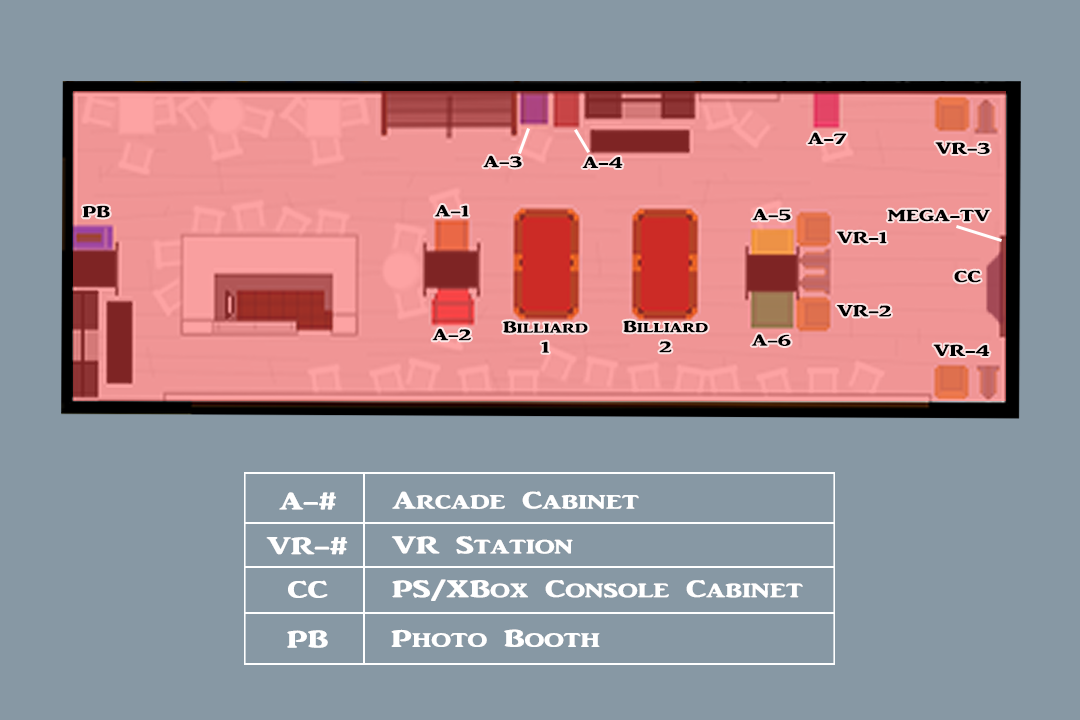 A-3
A-4
A-7
VR-3
PB
A-1
A-5
MEGA-TV
VR-1
CC
VR-2
A-2
Billiard
1
Billiard
2
A-6
VR-4
A-# Arcade Cabinet
VR-# VR Station
CC PS/XBox Console Cabinet
PB Photo Booth